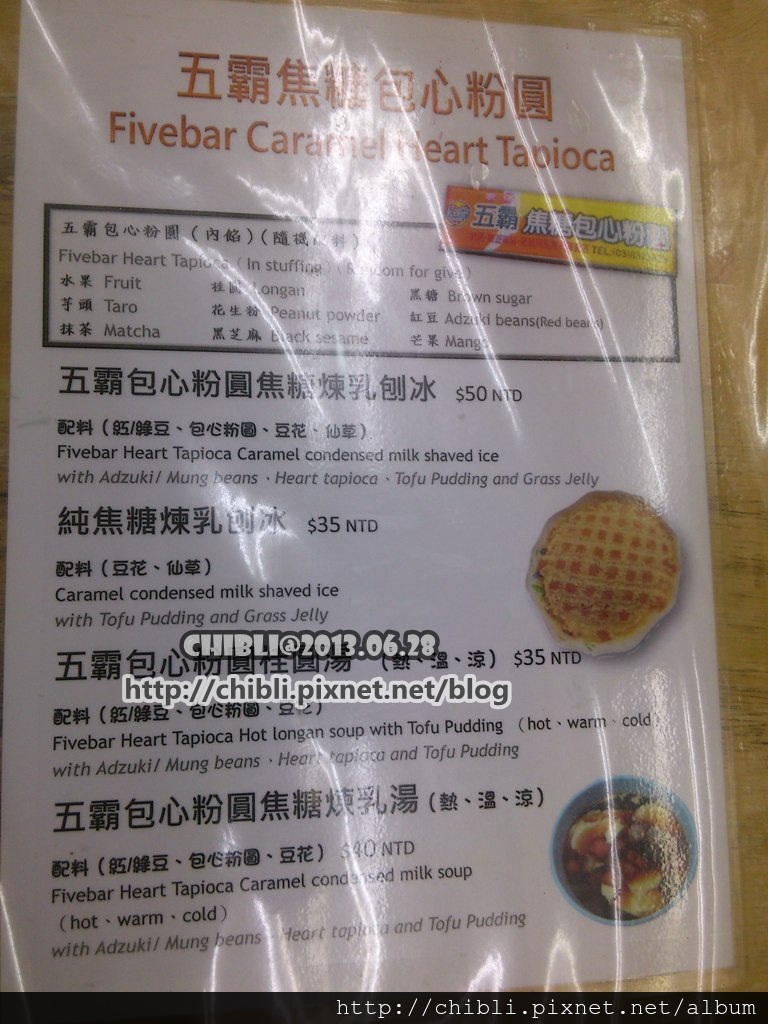 五霸焦糖包心粉圓
Fivebar Caramel Heart Tapioca
五霸 焦糖包心粉圓
五霸包心粉圓（內餡）（隨機 料）
Fivebar Heart Tapioca（In stuffing）（Random for give）
水果 Fruit 桂圓 Longan 黑糖 Brown sugar
芋頭 Taro 花生粉 Peanut powder 紅豆 Adzuki beans(Red beans)
抹茶 Matcha 黑芝麻 Black sesame 芒果 Mango
五霸包心粉圓焦糖煉乳刨冰 $50 NTD
配料（紅/綠豆、包心粉圓、豆花、仙草）
Fivebar Heart Tapioca Caramel condensed milk shaved ice
with Adzuki/ Mung beans、Heart tapioca、Tofu Pudding and Grass Jelly
純焦糖煉乳刨冰 $35 NTD
配料（豆花、仙草）
Caramel condensed milk shaved ice
with Tofu Pudding and Grass Jelly
CHIBLI@2013.06.28
五霸包心粉圓桂圓湯（熱、溫、涼） $35 NTD
http://chibli.pixnet.net/blog
配料（紅/綠豆、包心粉圓、豆花）
Fivebar Heart Tapioca Hot longan soup with Tofu Pudding （hot、warm、cold）
with Adzuki/ Mung beans、Heart tapioca and Tofu Pudding
五霸包心粉圓焦糖煉乳湯（熱、溫、涼）
配料（紅/綠豆、包心粉圓、豆花） $40 NTD
Fivebar Heart Tapioca Caramel condensed milk soup
（hot、warm、cold）
with Adzuki/ Mung beans、Heart tapioca and Tofu Pudding
http://chibli.pixnet.net/album